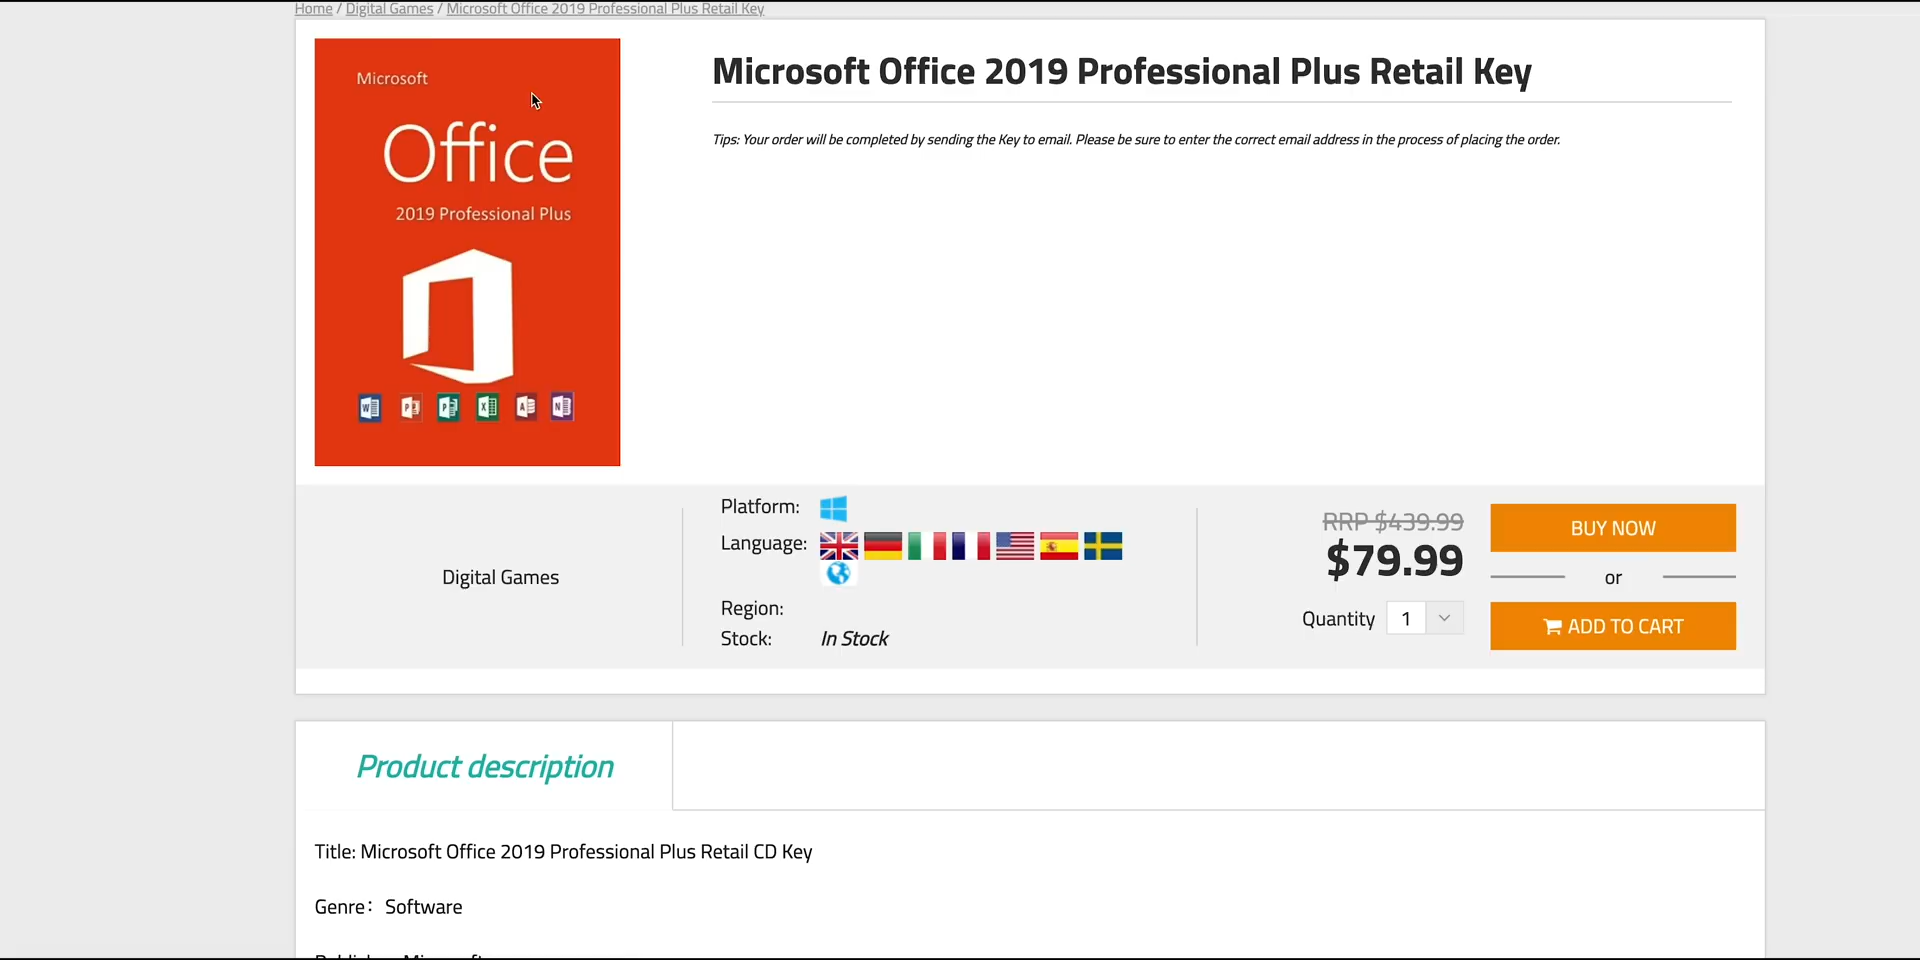 Home / Digital Games / Microsoft Office 2019 Professional Plus Retail Key
Microsoft
Office
2019 Professional Plus
Microsoft Office 2019 Professional Plus Retail Key
Tips: Your order will be completed by sending the Key to email. Please be sure to enter the correct email address in the process of placing the order.
Digital Games
Platform:
Language:
Region:
Stock: In Stock
RRP $439.99
$79.99
Quantity 1
BUY NOW
or
ADD TO CART
Product description
Title: Microsoft Office 2019 Professional Plus Retail CD Key
Genre: Software